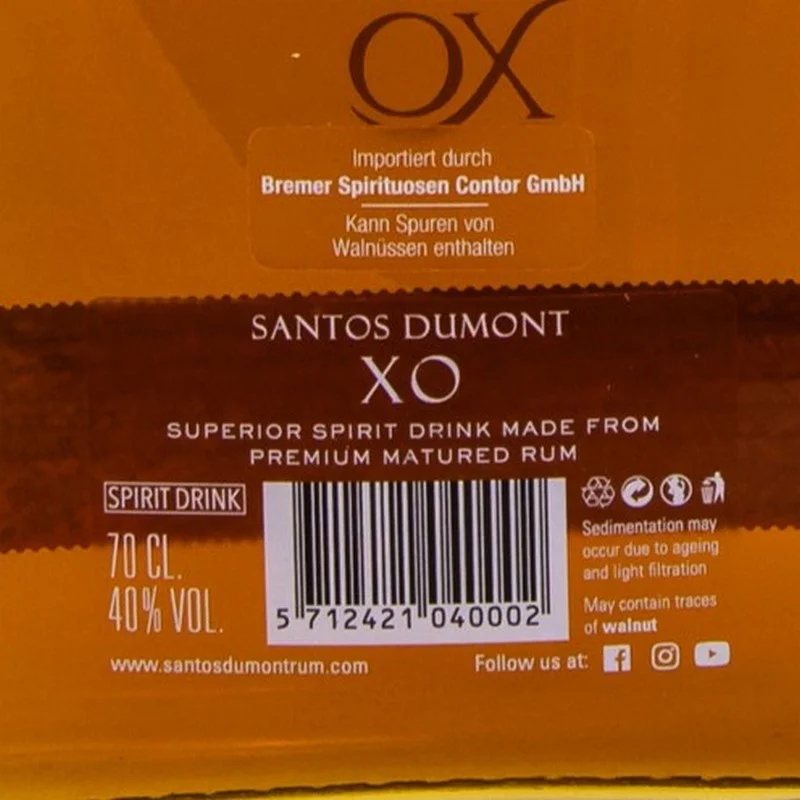 OX
Importiert durch
Bremer Spirituosen Contor GmbH
Kann Spuren von
Walnüssen enthalten
SANTOS DUMONT
XO
SUPERIOR SPIRIT DRINK MADE FROM
PREMIUM MATURED RUM
SPIRIT DRINK
70 CL.
40% VOL.
5 712421 040002
Sedimentation may
occur due to ageing
and light filtration
May contain traces
of walnut
www.santosdumontrum.com
Follow us at: